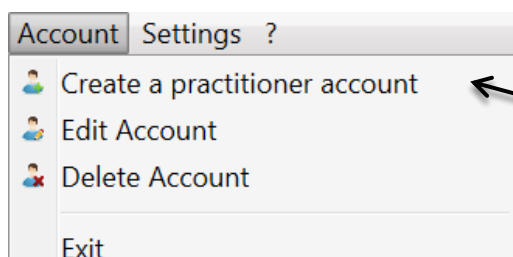 Account Settings ?
Create a practitioner account
Edit Account
Delete Account
Exit